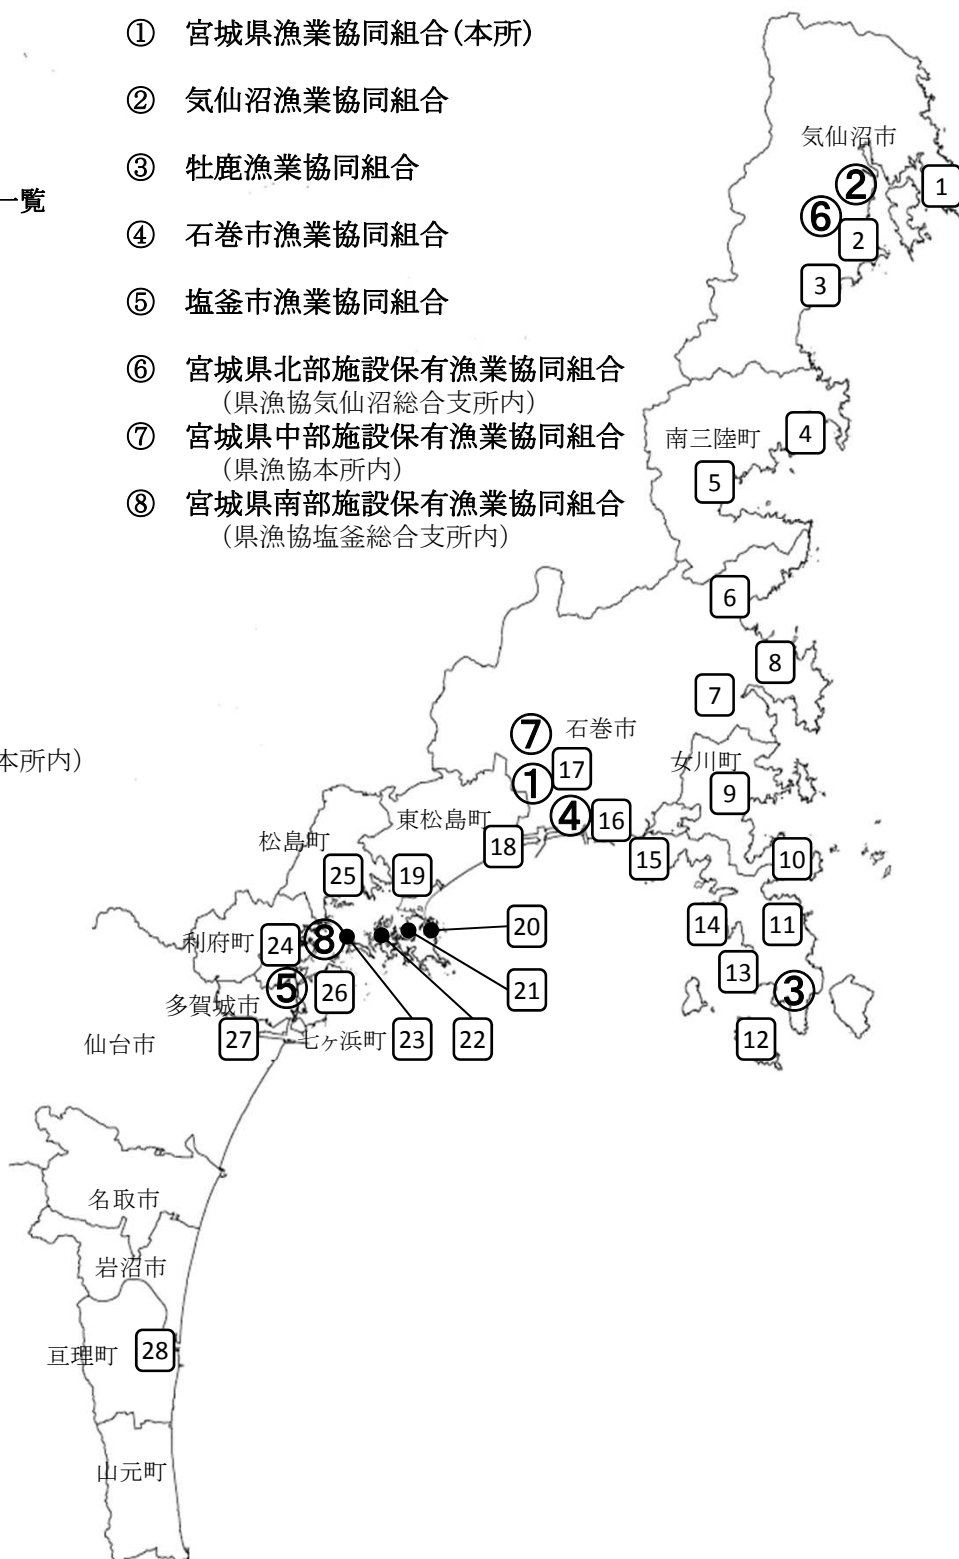 ① 宮城県漁業協同組合(本所)
② 気仙沼漁業協同組合
③ 牡鹿漁業協同組合
一覧
④ 石巻市漁業協同組合
⑤ 塩釜市漁業協同組合
⑥ 宮城県北部施設保有漁業協同組合
(県漁協気仙沼総合支所内)
⑦ 宮城県中部施設保有漁業協同組合
(県漁協本所内)
⑧ 宮城県南部施設保有漁業協同組合
(県漁協塩釜総合支所内)
本所内)
気仙沼市
②
1
⑥
2
3
南三陸町
4
5
6
8
7
⑦
石巻市
女川町
17
①
9
東松島町
④
16
松島町
18
15
10
25
19
利府町
24
⑧
20
14
11
13
③
多賀城市
⑤
26
21
仙台市
27
七ヶ浜町
23
22
12
名取市
岩沼市
亘理町
28
山元町